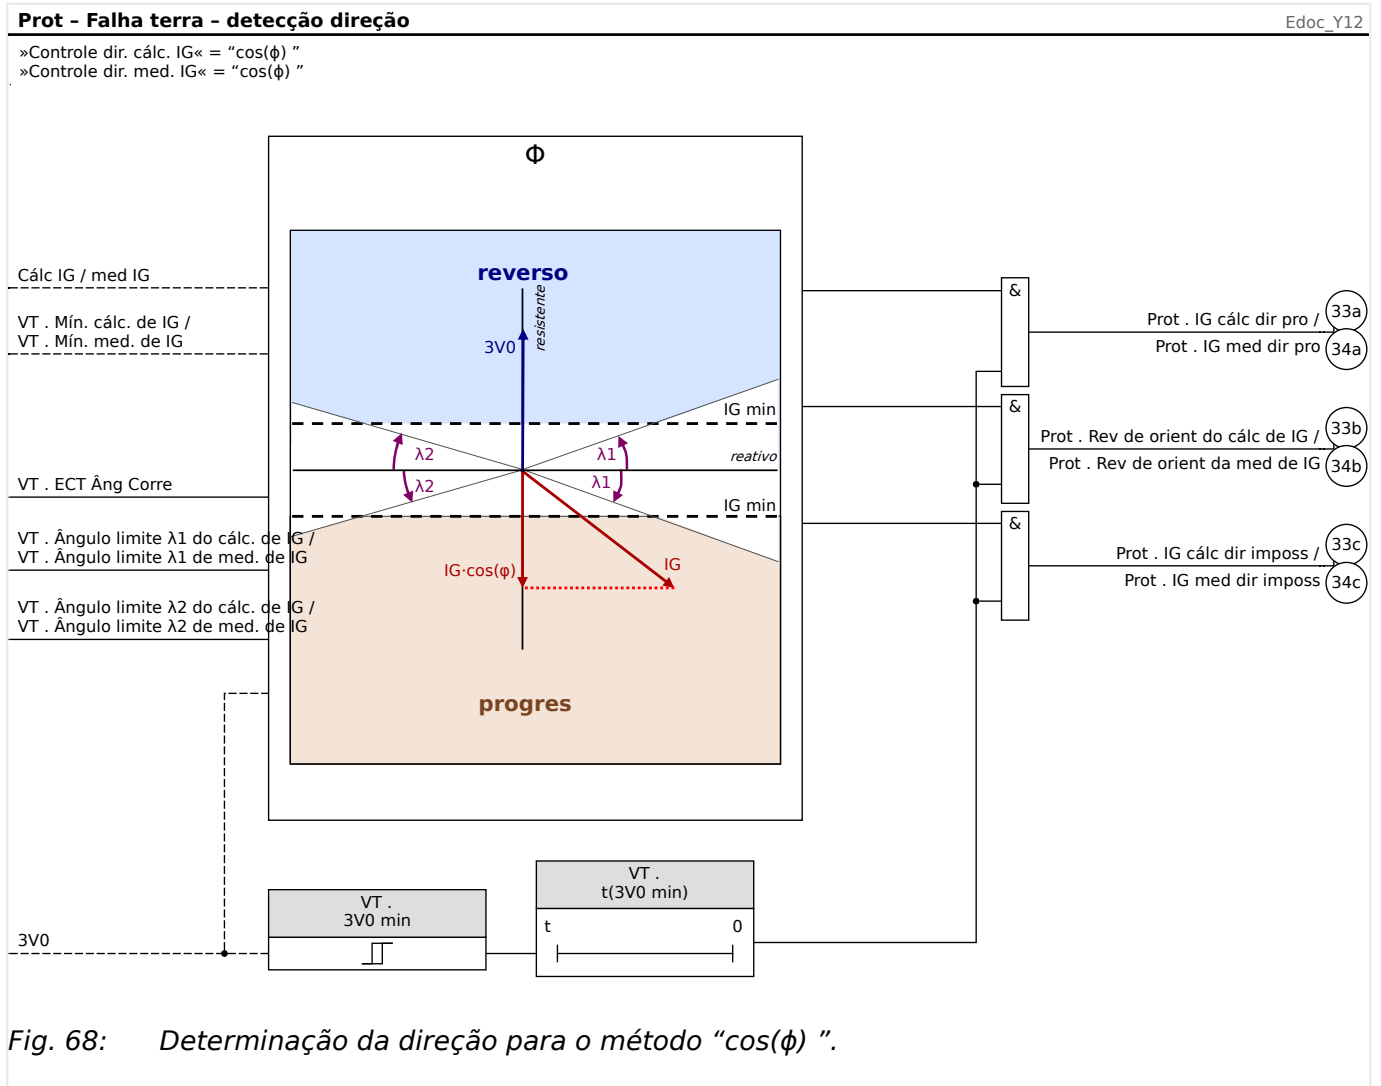 Prot – Falha terra – detecção direção
Edoc_Y12
»Controle dir. cálc. IG« = “cos(ϕ) ”
»Controle dir. med. IG« = “cos(ϕ) ”
Φ
Cálc IG / med IG
VT . Mín. cálc. de IG /
VT . Mín. med. de IG
VT . ECT Âng Corre
VT . Ângulo limite λ1 do cálc. de IG /
VT . Ângulo limite λ1 de med. de IG
VT . Ângulo limite λ2 do cálc. de IG /
VT . Ângulo limite λ2 de med. de IG
3V0
reverso
resistente
3V0
IG min
λ2
λ1
reativo
λ2
λ1
IG min
IG·cos(φ)
IG
progres
VT .
3V0 min
VT .
t(3V0 min)
t
0
&
Prot . IG cálc dir pro /
33a
Prot . IG med dir pro
34a
&
Prot . Rev de orient do cálc de IG /
33b
Prot . Rev de orient da med de IG
34b
&
Prot . IG cálc dir imposs /
33c
Prot . IG med dir imposs
34c
Fig. 68: Determinação da direção para o método “cos(ϕ) ”.